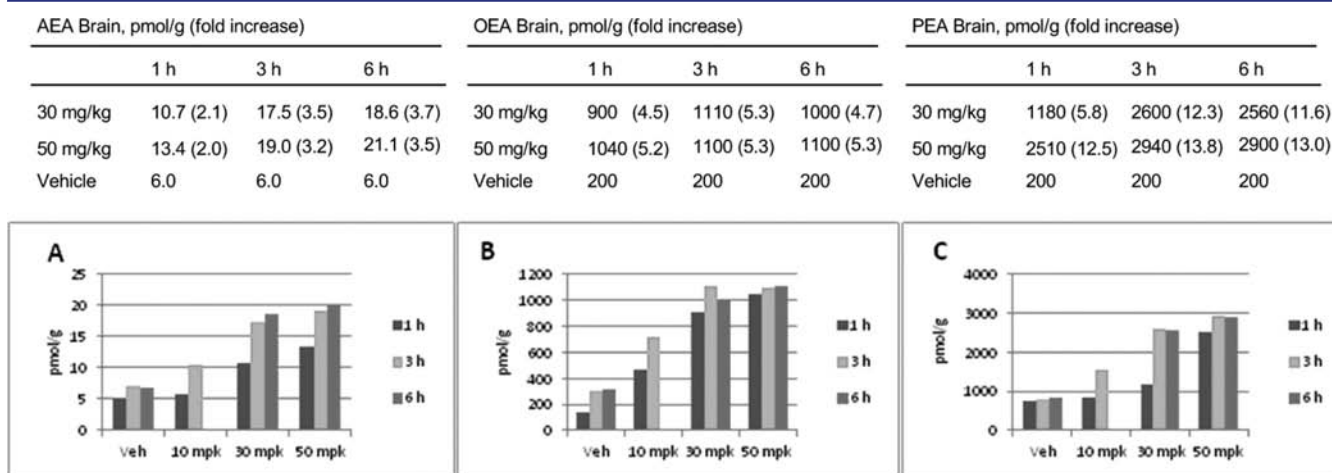 AEA Brain, pmol/g (fold increase)
1 h 3 h 6 h
30 mg/kg 10.7 (2.1) 17.5 (3.5) 18.6 (3.7)
50 mg/kg 13.4 (2.0) 19.0 (3.2) 21.1 (3.5)
Vehicle 6.0 6.0 6.0
OEA Brain, pmol/g (fold increase)
1 h 3 h 6 h
30 mg/kg 900 (4.5) 1110 (5.3) 1000 (4.7)
50 mg/kg 1040 (5.2) 1100 (5.3) 1100 (5.3)
Vehicle 200 200 200
PEA Brain, pmol/g (fold increase)
1 h 3 h 6 h
30 mg/kg 1180 (5.8) 2600 (12.3) 2560 (11.6)
50 mg/kg 2510 (12.5) 2940 (13.8) 2900 (13.0)
Vehicle 200 200 200
A
25
20
15
10
5
0
pmol/g
Veh 10 mpk 30 mpk 50 mpk
1 h
3 h
6 h
B
1200
1000
800
600
400
200
0
pmol/g
Veh 10 mpk 30 mpk 50 mpk
1 h
3 h
6 h
C
4000
3000
2000
1000
0
pmol/g
Veh 10 mpk 30 mpk 50 mpk
1 h
3 h
6 h